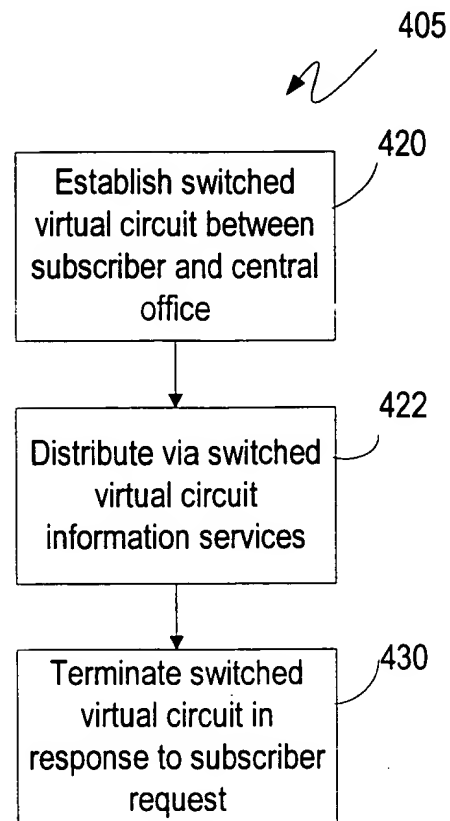 405
420
Establish switched
virtual circuit between
subscriber and central
office
422
Distribute via switched
virtual circuit
information services
430
Terminate switched
virtual circuit in
response to subscriber
request